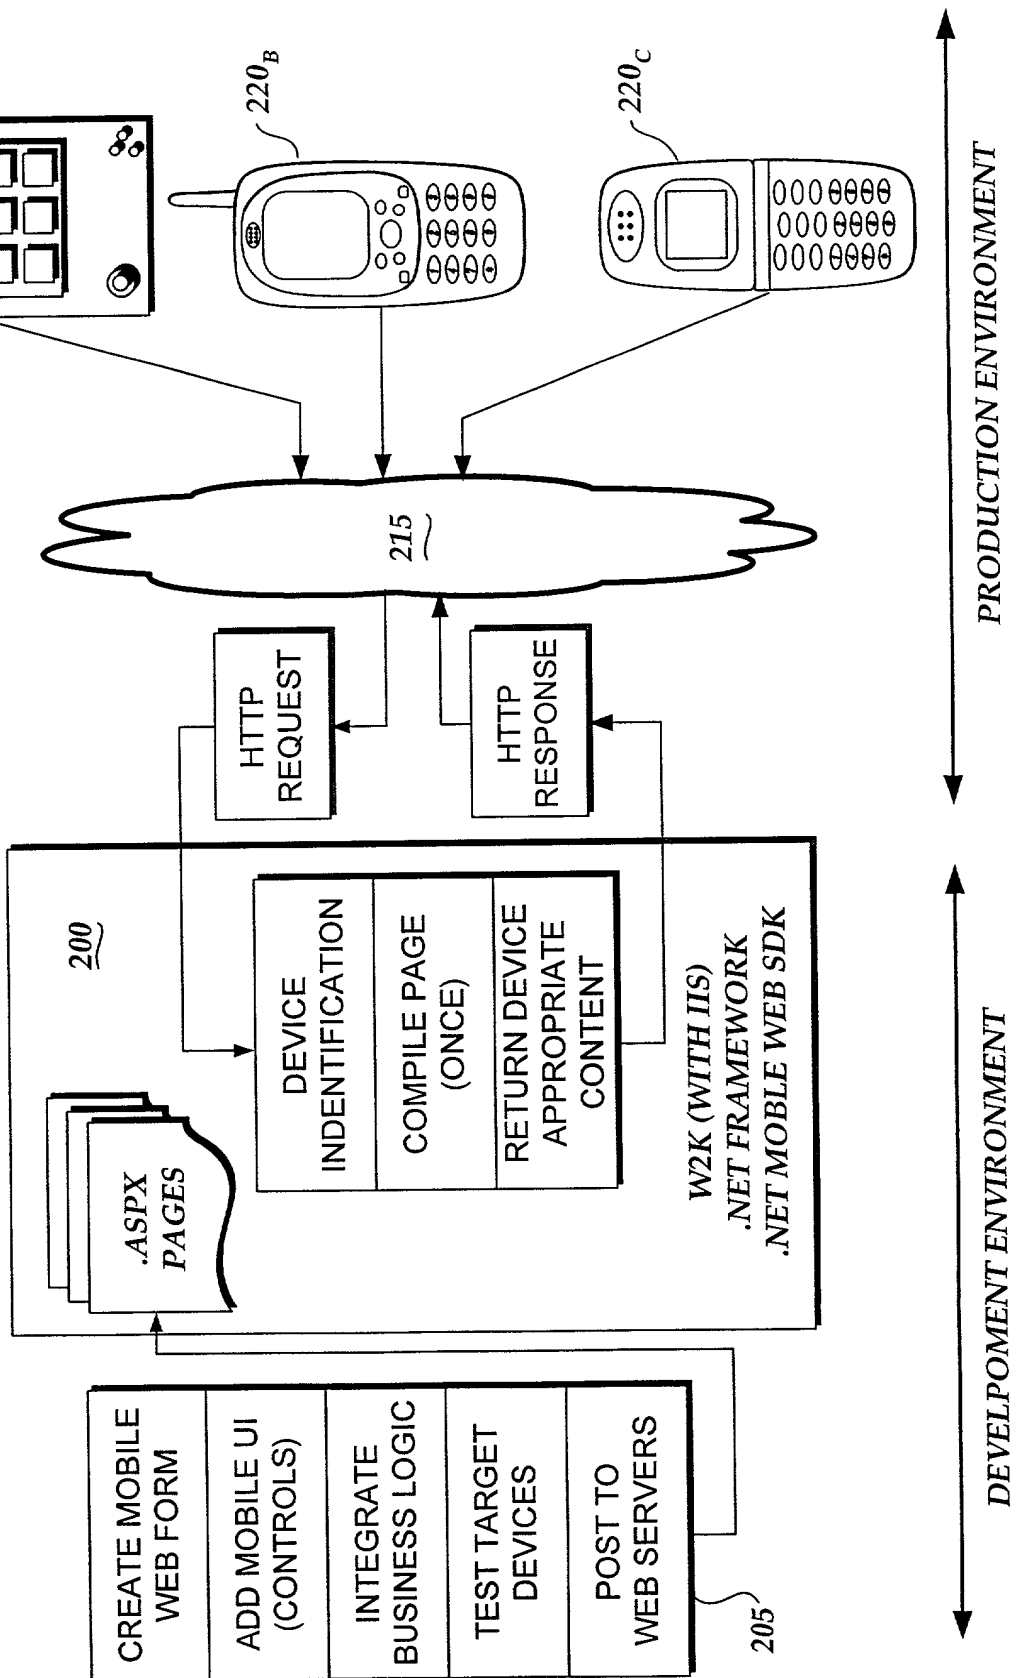 CREATE MOBILE
WEB FORM
ADD MOBILE UI
(CONTROLS)
INTEGRATE
BUSINESS LOGIC
TEST TARGET
DEVICES
POST TO
WEB SERVERS
205
.ASPX
PAGES
200
DEVICE
INDENTIFICATION
COMPILE PAGE
(ONCE)
RETURN DEVICE
APPROPRIATE
CONTENT
W2K (WITH IIS)
.NET FRAMEWORK
.NET MOBLE WEB SDK
HTTP
REQUEST
HTTP
RESPONSE
215
220B
220C
DEVELPOMENT ENVIRONMENT
PRODUCTION ENVIRONMENT